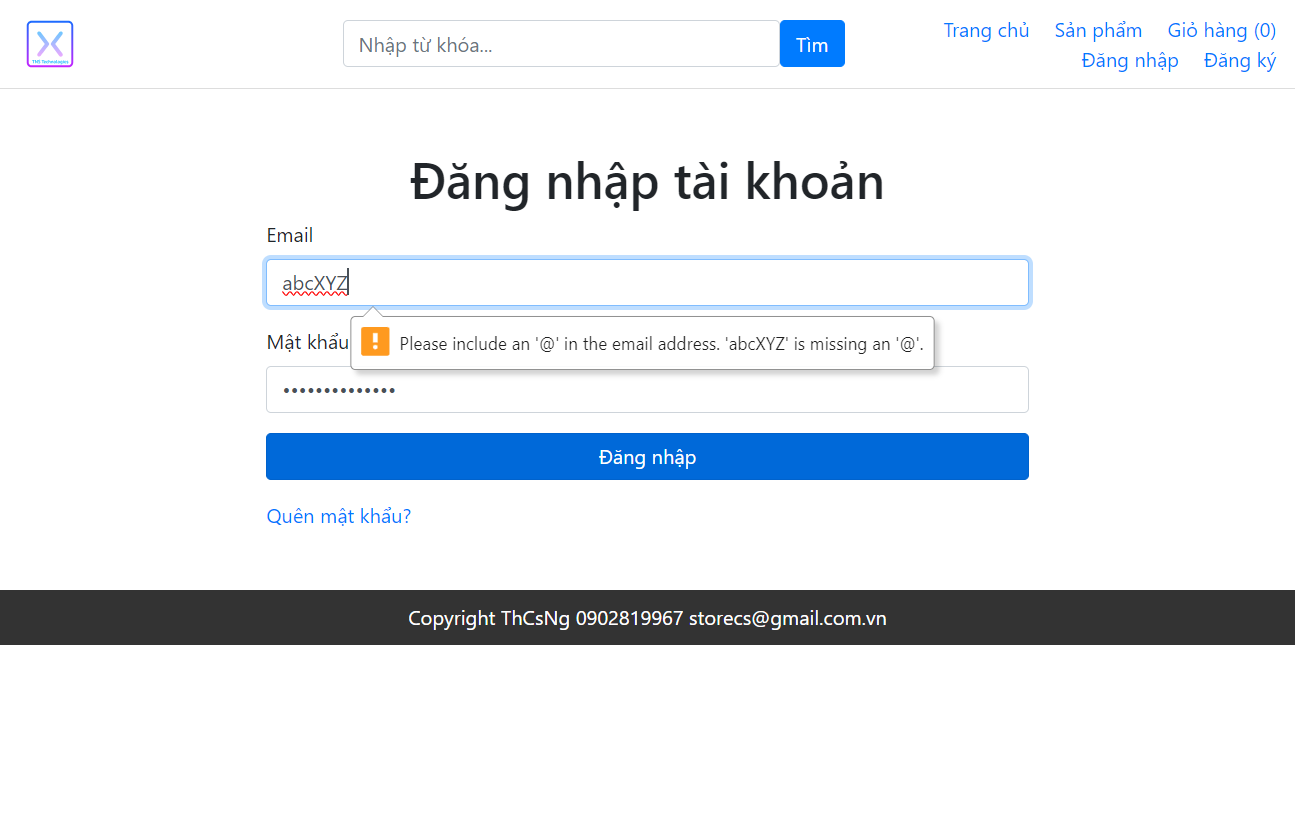 TNS Technologies
Nhập từ khóa...
Tìm
Trang chủ Sản phẩm Giỏ hàng (0)
Đăng nhập Đăng ký
Đăng nhập tài khoản
Email
abcXYZ
Please include an '@' in the email address. 'abcXYZ' is missing an '@'.
Mật khẩu
••••••••••••••
Đăng nhập
Quên mật khẩu?
Copyright ThCsNg 0902819967 storecs@gmail.com.vn